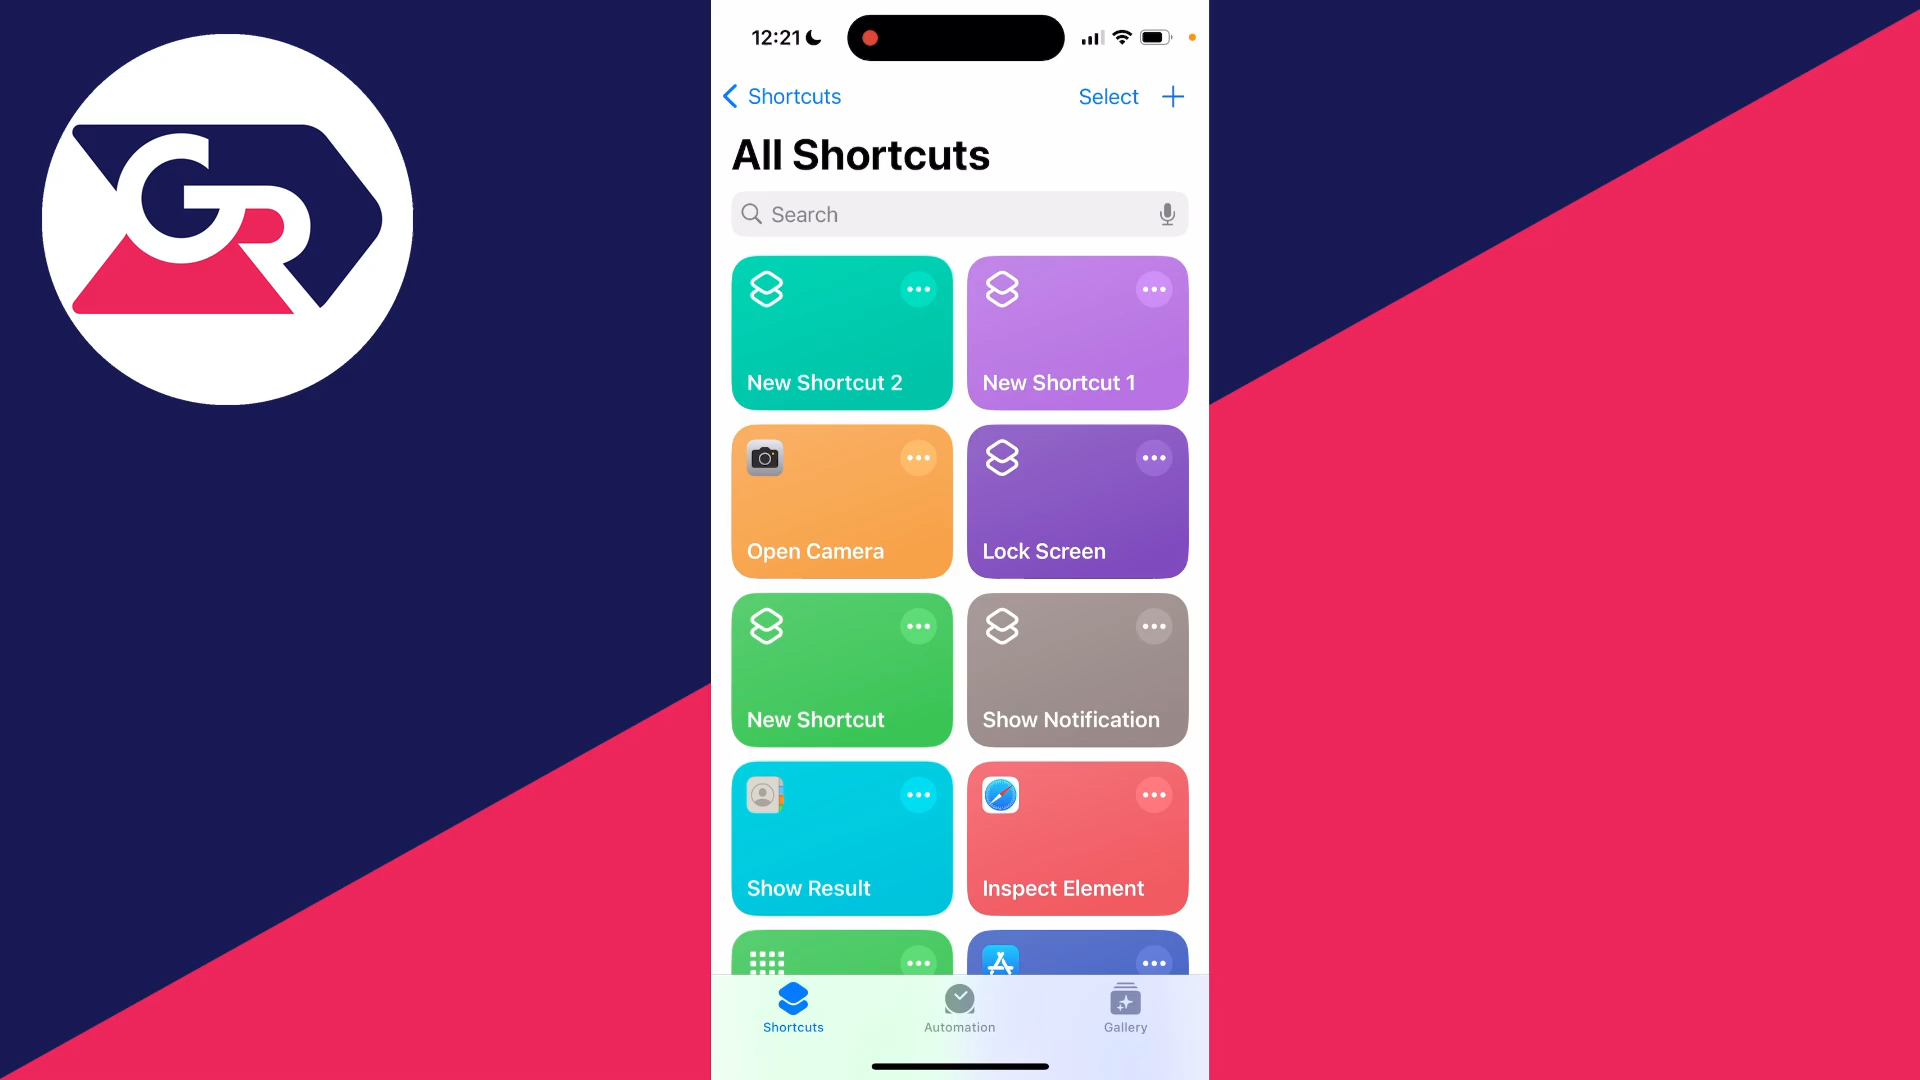 GR
12:21
Shortcuts
Select
All Shortcuts
Search
New Shortcut 2
New Shortcut 1
Open Camera
Lock Screen
New Shortcut
Show Notification
Show Result
Inspect Element
Shortcuts
Automation
Gallery